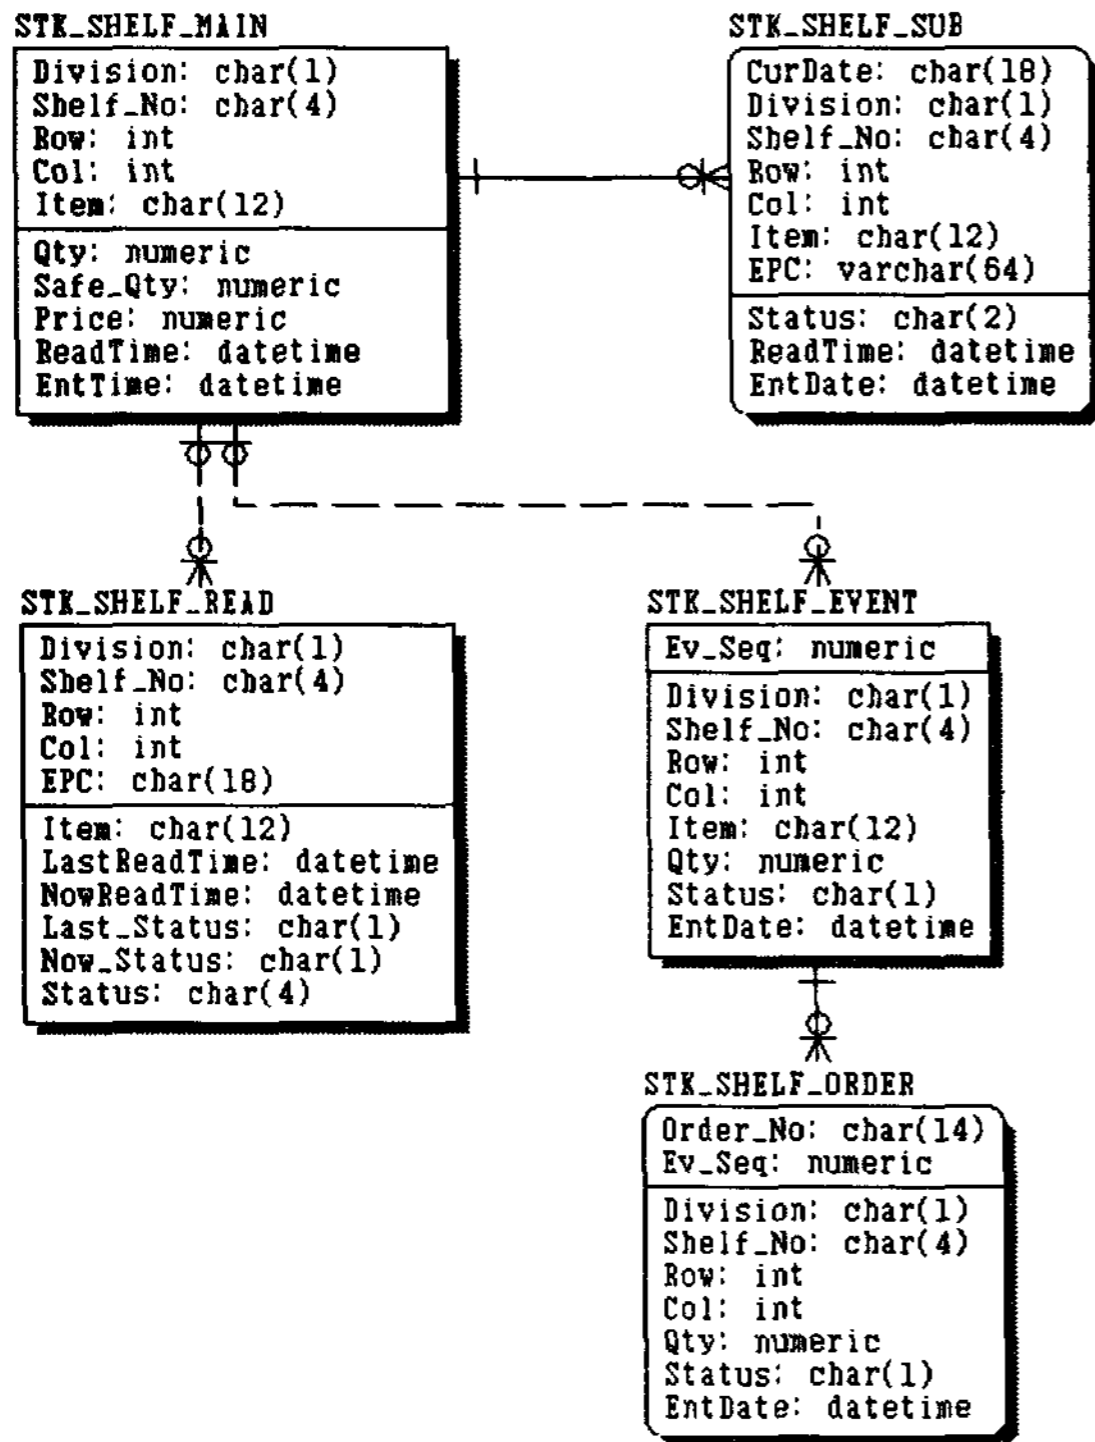 STK_SHELF_MAIN
Division: char(1)
Shelf_No: char(4)
Row: int
Col: int
Item: char(12)
Qty: numeric
Safe_Qty: numeric
Price: numeric
ReadTime: datetime
EntTime: datetime
STK_SHELF_SUB
CurDate: char(18)
Division: char(1)
Shelf_No: char(4)
Row: int
Col: int
Item: char(12)
EPC: varchar(64)
Status: char(2)
ReadTime: datetime
EntDate: datetime
STK_SHELF_READ
Division: char(1)
Shelf_No: char(4)
Row: int
Col: int
EPC: char(18)
Item: char(12)
LastReadTime: datetime
NowReadTime: datetime
Last_Status: char(1)
Now_Status: char(1)
Status: char(4)
STK_SHELF_EVENT
Ev_Seq: numeric
Division: char(1)
Shelf_No: char(4)
Row: int
Col: int
Item: char(12)
Qty: numeric
Status: char(1)
EntDate: datetime
STK_SHELF_ORDER
Order_No: char(14)
Ev_Seq: numeric
Division: char(1)
Shelf_No: char(4)
Row: int
Col: int
Qty: numeric
Status: char(1)
EntDate: datetime